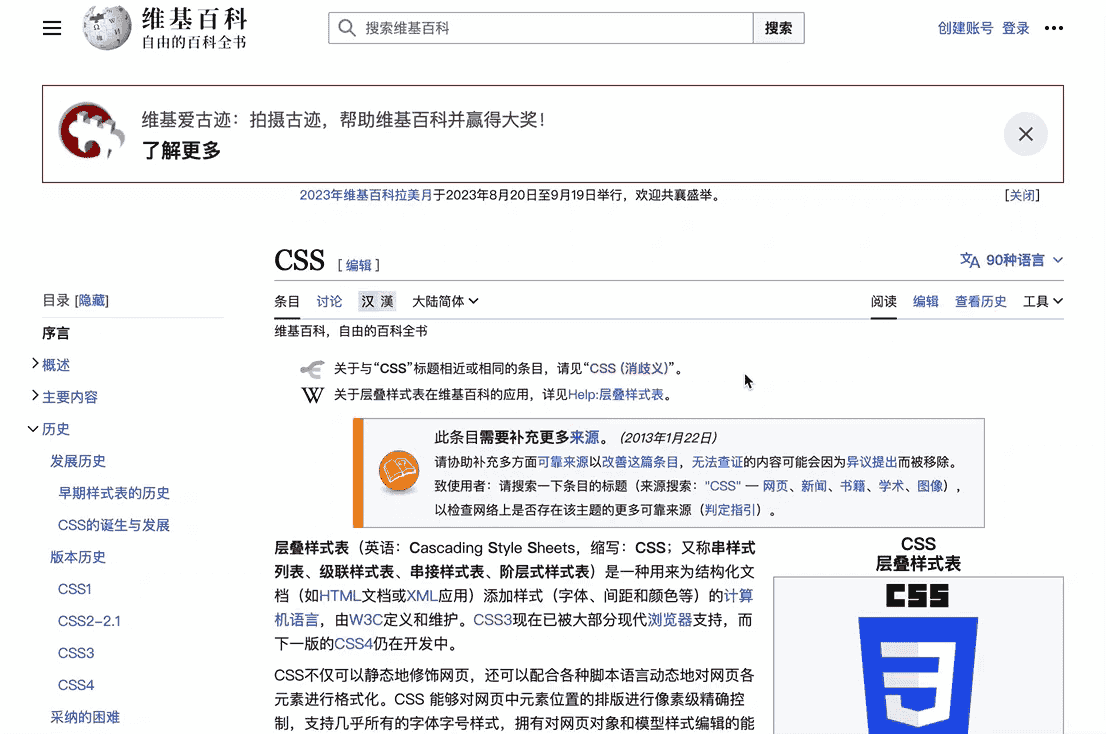 维基百科
自由的百科全书
搜索维基百科
搜索
创建账号 登录
维基爱古迹：拍摄古迹，帮助维基百科并赢得大奖！
了解更多
2023年维基百科拉美月于2023年8月20日至9月19日举行，欢迎共襄盛举。
[关闭]
目录 [隐藏]
序言
概述
主要内容
历史
发展历史
早期样式表的历史
CSS的诞生与发展
版本历史
CSS1
CSS2-2.1
CSS3
CSS4
采纳的困难
CSS [ 编辑 ]
文A 90种语言
条目 讨论 汉 漢 大陆简体
阅读 编辑 查看历史 工具
维基百科，自由的百科全书
关于与“CSS”标题相近或相同的条目，请见“CSS (消歧义)”。
W 关于层叠样式表在维基百科的应用，详见Help:层叠样式表。
此条目需要补充更多来源。 (2013年1月22日)
请协助补充多方面可靠来源以改善这篇条目，无法查证的内容可能会因为异议提出而被移除。
致使用者：请搜索一下条目的标题（来源搜索："CSS" — 网页、新闻、书籍、学术、图像），
以检查网络上是否存在该主题的更多可靠来源（判定指引）。
层叠样式表（英语：Cascading Style Sheets，缩写：CSS；又称串样式
列表、级联样式表、串接样式表、阶层式样式表）是一种用来为结构化文
档（如HTML文档或XML应用）添加样式（字体、间距和颜色等）的计算
机语言，由W3C定义和维护。CSS3现在已被大部分现代浏览器支持，而
下一版的CSS4仍在开发中。
CSS不仅可以静态地修饰网页，还可以配合各种脚本语言动态地对网页各
元素进行格式化。CSS 能够对网页中元素位置的排版进行像素级精确控
制，支持几乎所有的字体字号样式，拥有对网页对象和模型样式编辑的能
CSS
层叠样式表
CSS
3